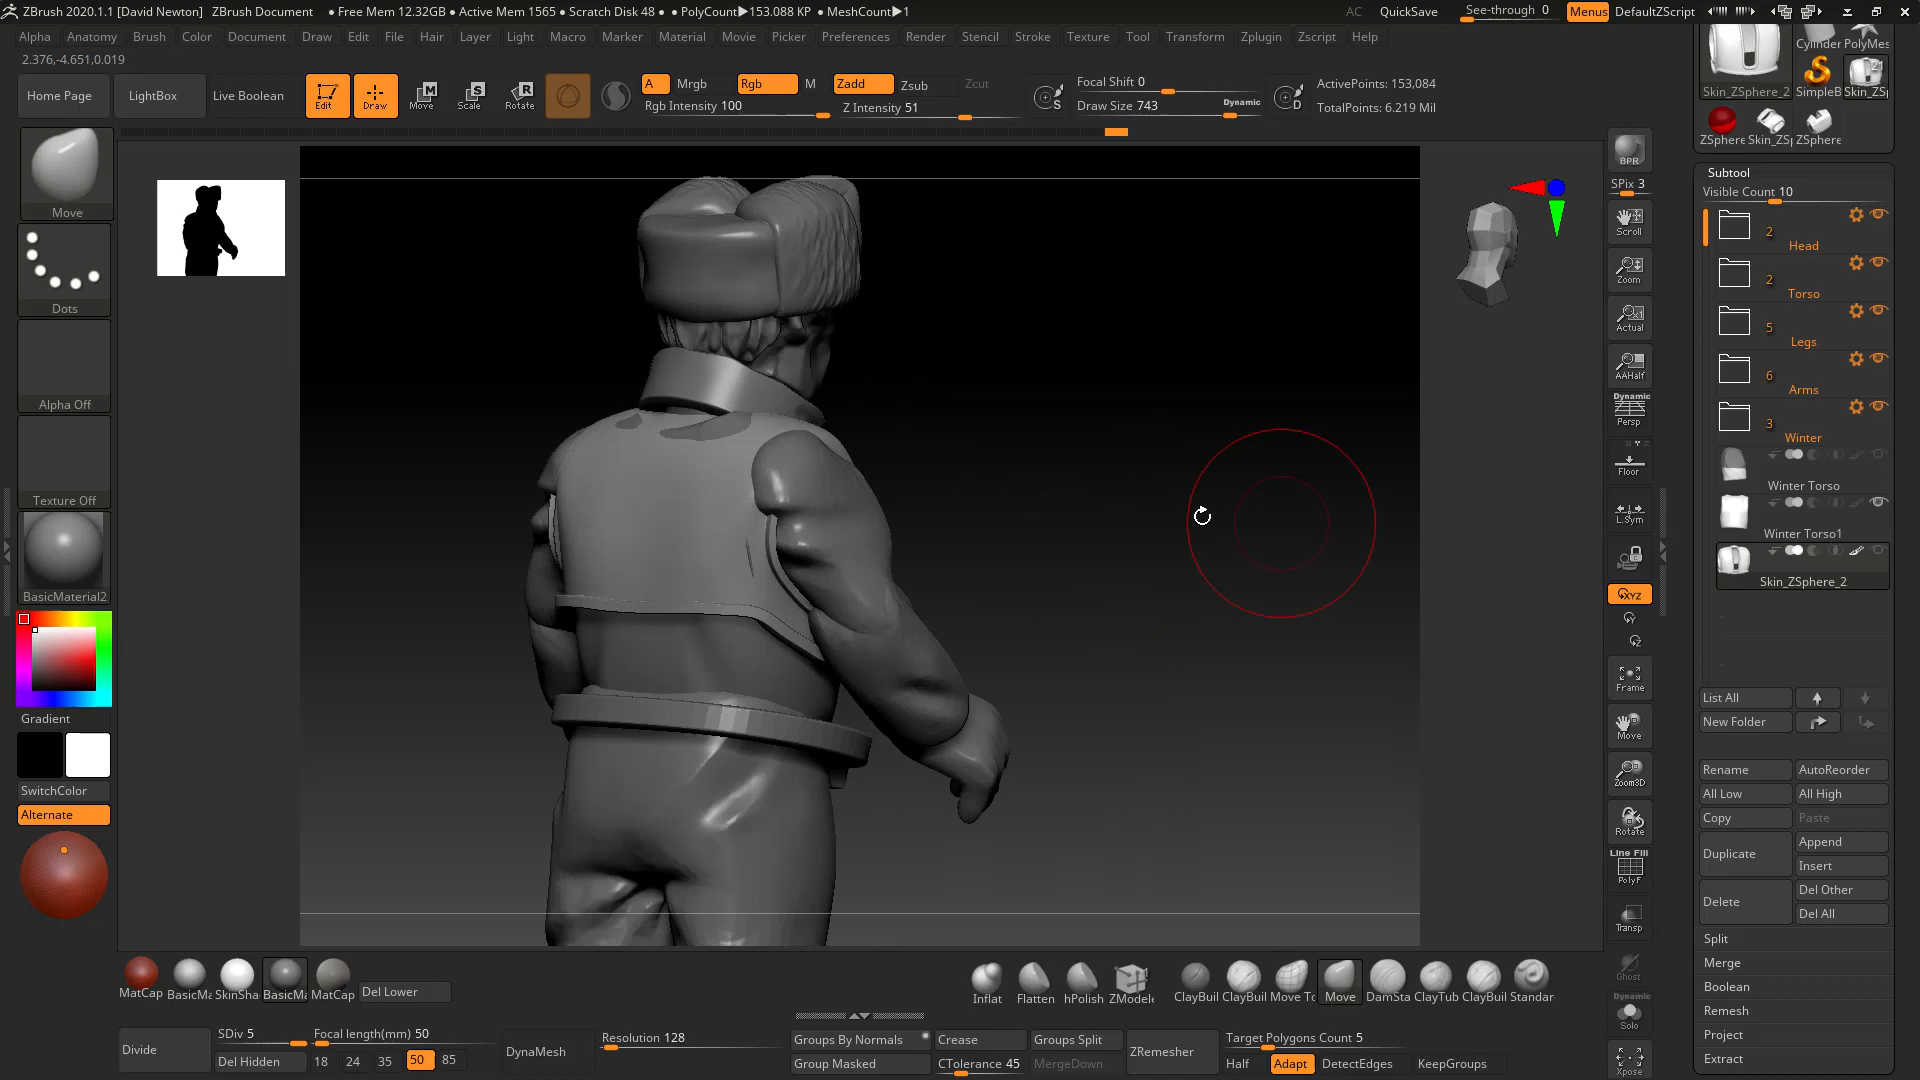 ZBrush 2020.1.1 [David Newton]   ZBrush Document   ● Free Mem 12.32GB ● Active Mem 1565 ● Scratch Disk 48 ●   ● PolyCount▶153.088 KP   ● MeshCount▶1
AC   QuickSave   See-through 0   Menus   DefaultZScript
Alpha   Anatomy   Brush   Color   Document   Draw   Edit   File   Hair   Layer   Light   Macro   Marker   Material   Movie   Picker   Preferences   Render   Stencil   Stroke   Texture   Tool   Transform   Zplugin   Zscript   Help
2.376,-4.651,0.019
Home Page   LightBox   Live Boolean   Edit   Draw   Move   Scale   Rotate
A   Mrgb   Rgb   M   Zadd   Zsub   Zcut
Rgb Intensity 100   Z Intensity 51
Focal Shift 0
Draw Size 743   Dynamic
ActivePoints: 153,084
TotalPoints: 6.219 Mil
Move
Dots
Alpha Off
Texture Off
BasicMaterial2
Gradient
SwitchColor
Alternate
BPR
SPix 3
Scroll
Zoom
Actual
AAHalf
Dynamic
Persp
Floor
L.Sym
XYZ
Frame
Move
Zoom3D
Rotate
Line Fill
PolyF
Transp
Ghost
Dynamic
Solo
Xpose
Cylinder   PolyMes
Skin_ZSphere_2   SimpleB   Skin_ZS
ZSphere   Skin_ZS   ZSphere
Subtool
Visible Count 10
2
Head
2
Torso
5
Legs
6
Arms
3
Winter
Winter Torso
Winter Torso1
Skin_ZSphere_2
List All
New Folder
Rename   AutoReorder
All Low   All High
Copy   Paste
Duplicate   Append
Insert
Delete   Del Other
Del All
Split
Merge
Boolean
Remesh
Project
Extract
MatCap   BasicMa   SkinSha   BasicMa   MatCap   Del Lower
Inflat   Flatten   hPolish   ZModele   ClayBuil   ClayBuil   Move To   Move   DamSta   ClayTub   ClayBuil   Standar
Divide   SDiv 5   Focal length(mm) 50
Del Hidden   18   24   35   50   85
DynaMesh   Resolution 128
Groups By Normals   Crease   Groups Split
Group Masked   CTolerance 45   MergeDown
ZRemesher   Target Polygons Count 5
Half   Adapt   DetectEdges   KeepGroups